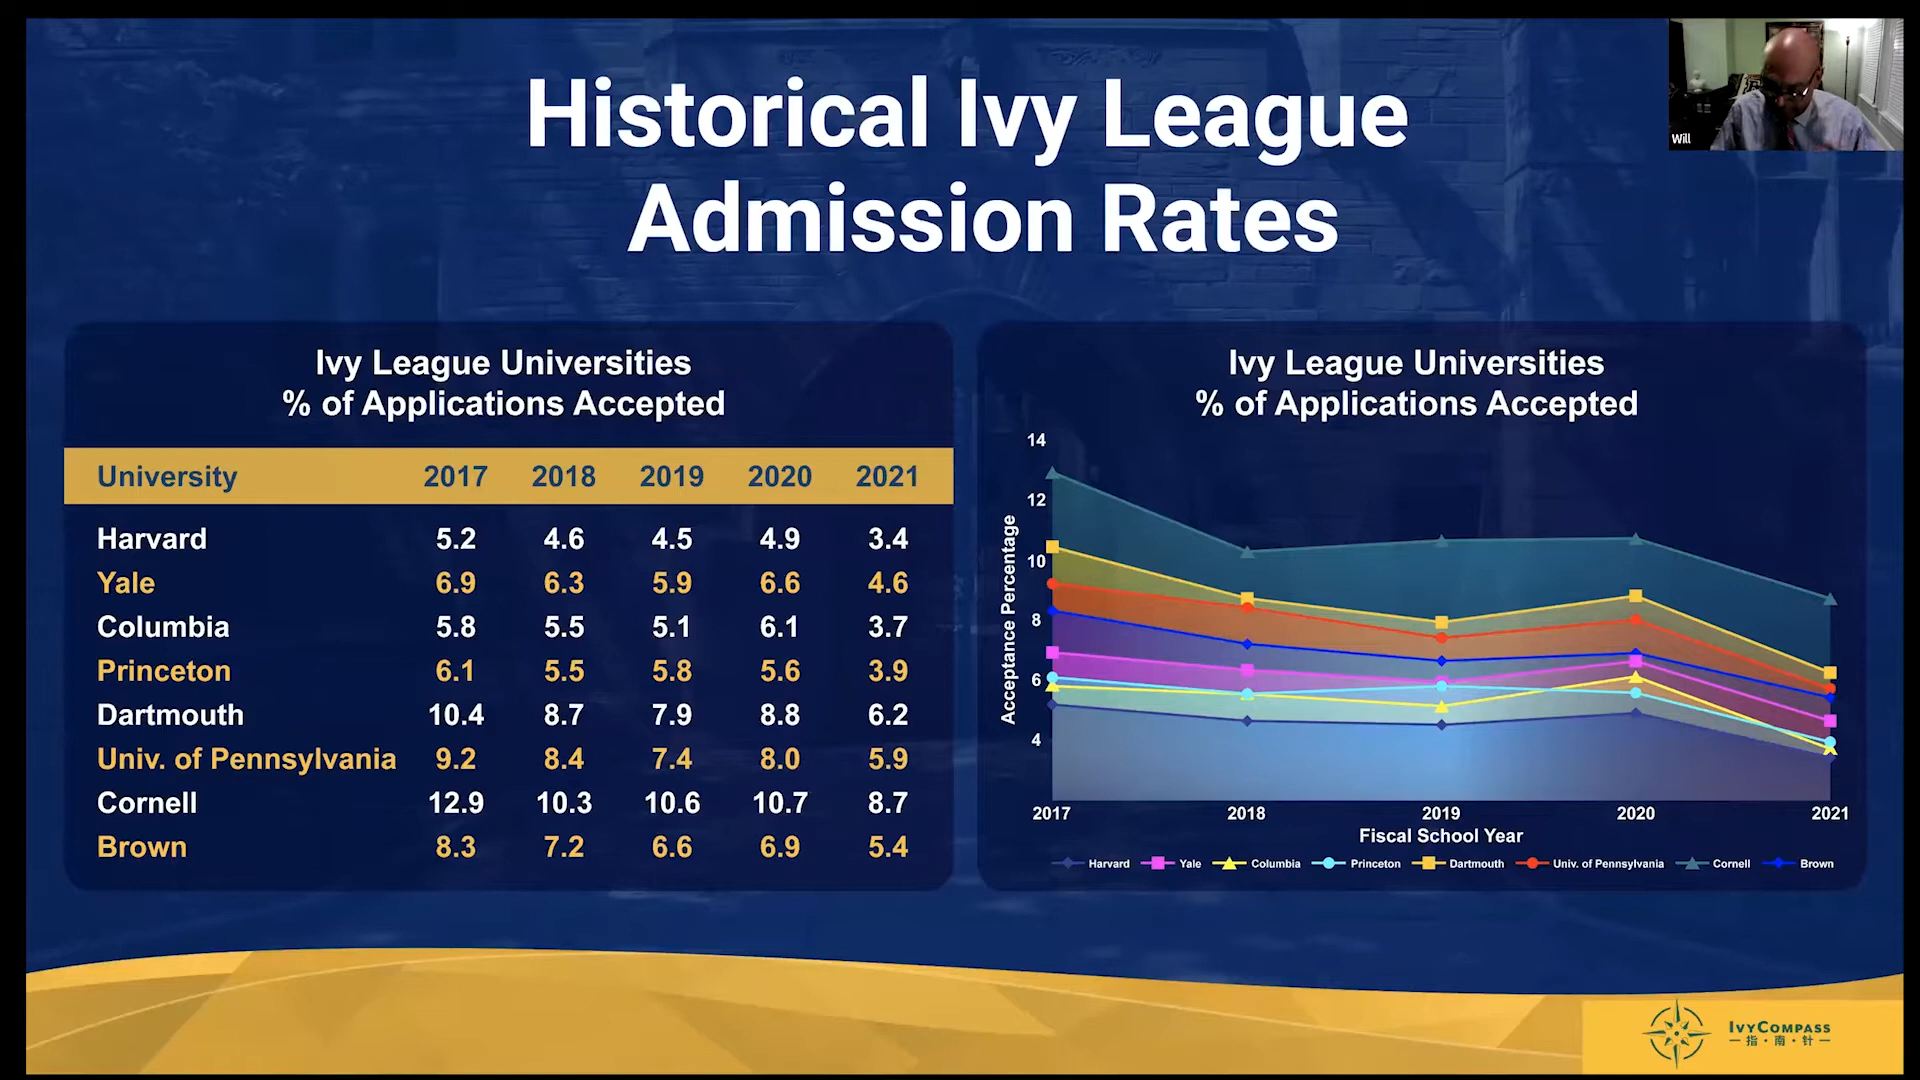 Historical Ivy League
Admission Rates
Will
Ivy League Universities
% of Applications Accepted
University 2017 2018 2019 2020 2021
Harvard 5.2 4.6 4.5 4.9 3.4
Yale 6.9 6.3 5.9 6.6 4.6
Columbia 5.8 5.5 5.1 6.1 3.7
Princeton 6.1 5.5 5.8 5.6 3.9
Dartmouth 10.4 8.7 7.9 8.8 6.2
Univ. of Pennsylvania 9.2 8.4 7.4 8.0 5.9
Cornell 12.9 10.3 10.6 10.7 8.7
Brown 8.3 7.2 6.6 6.9 5.4
Ivy League Universities
% of Applications Accepted
Acceptance Percentage
14
12
10
8
6
4
2017 2018 2019 2020 2021
Fiscal School Year
Harvard Yale Columbia Princeton Dartmouth Univ. of Pennsylvania Cornell Brown
IVYCOMPASS
指·南·针